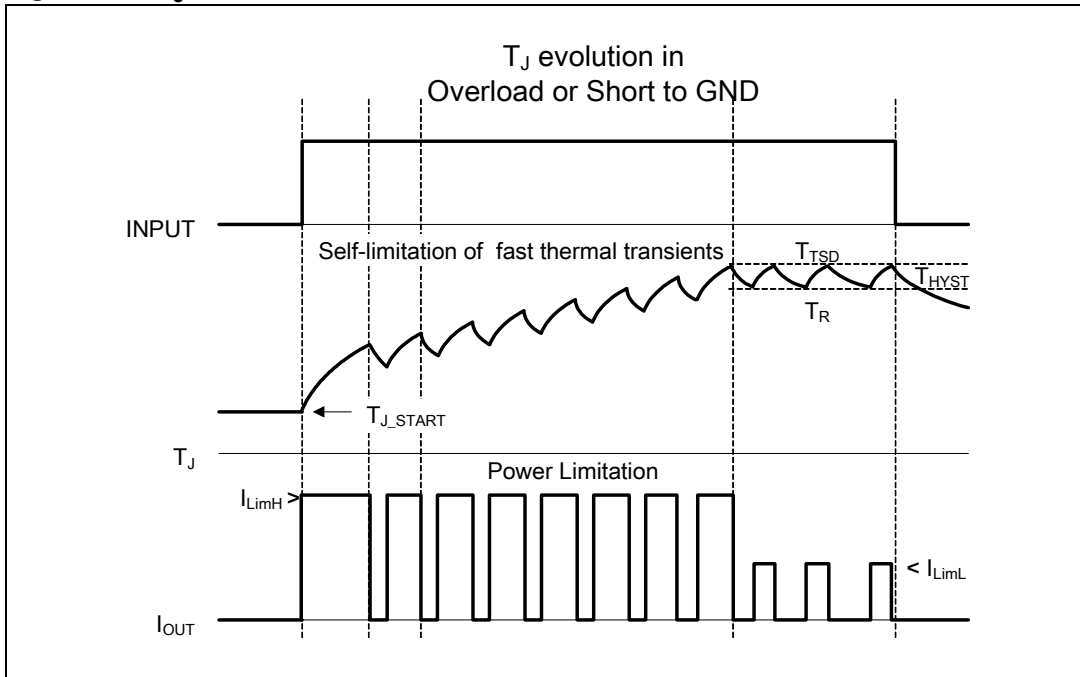 T_J evolution in
Overload or Short to GND
INPUT
Self-limitation of fast thermal transients
T_TSD
T_HYST
T_R
T_J_START
T_J
Power Limitation
I_LimH >
< I_LimL
I_OUT